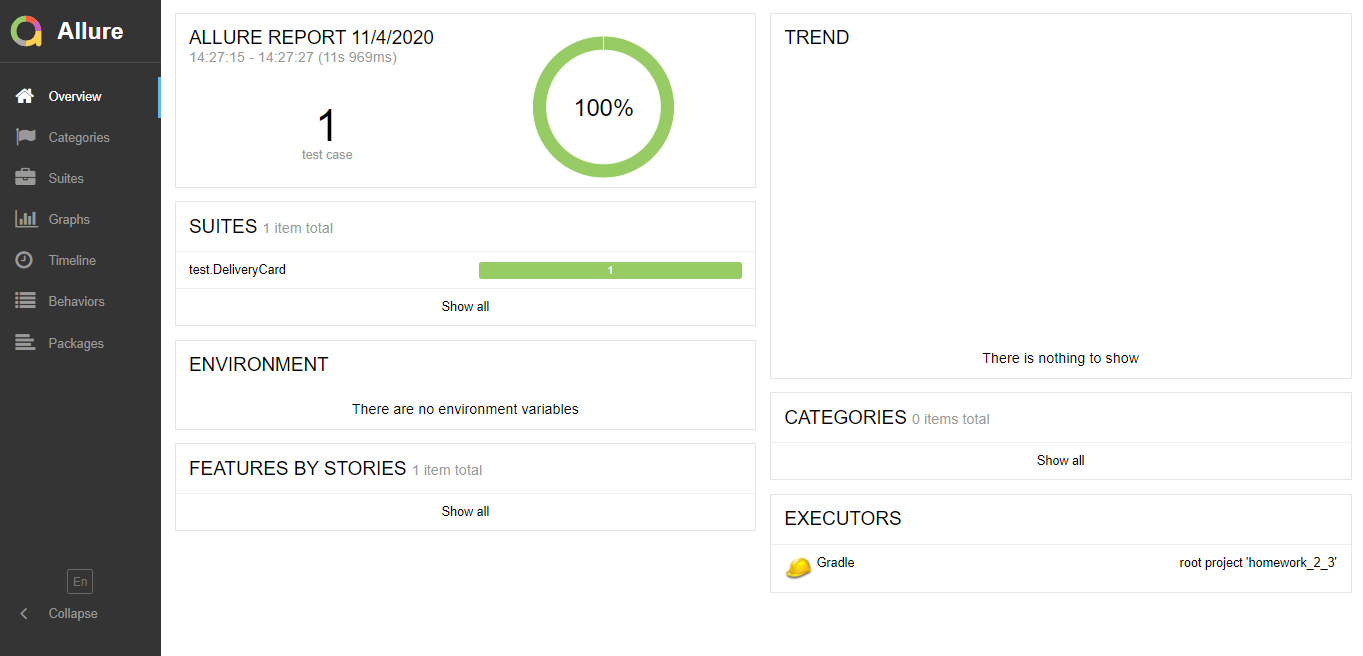 Allure
Overview
Categories
Suites
Graphs
Timeline
Behaviors
Packages
En
Collapse
ALLURE REPORT 11/4/2020
14:27:15 - 14:27:27 (11s 969ms)
1
test case
100%
SUITES 1 item total
test.DeliveryCard 1
Show all
ENVIRONMENT
There are no environment variables
FEATURES BY STORIES 1 item total
Show all
TREND
There is nothing to show
CATEGORIES 0 items total
Show all
EXECUTORS
Gradle root project 'homework_2_3'